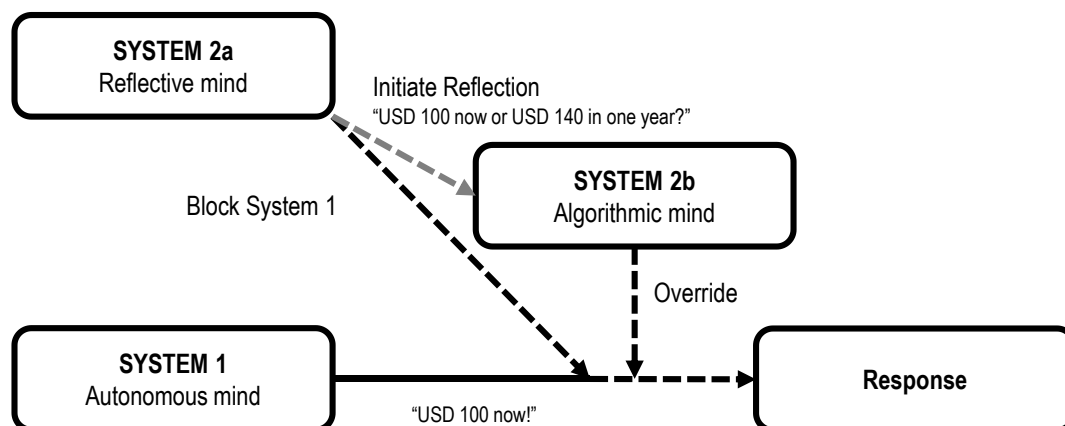 SYSTEM 2a
Reflective mind
Initiate Reflection
“USD 100 now or USD 140 in one year?”
SYSTEM 2b
Algorithmic mind
Block System 1
Override
SYSTEM 1
Autonomous mind
Response
“USD 100 now!”